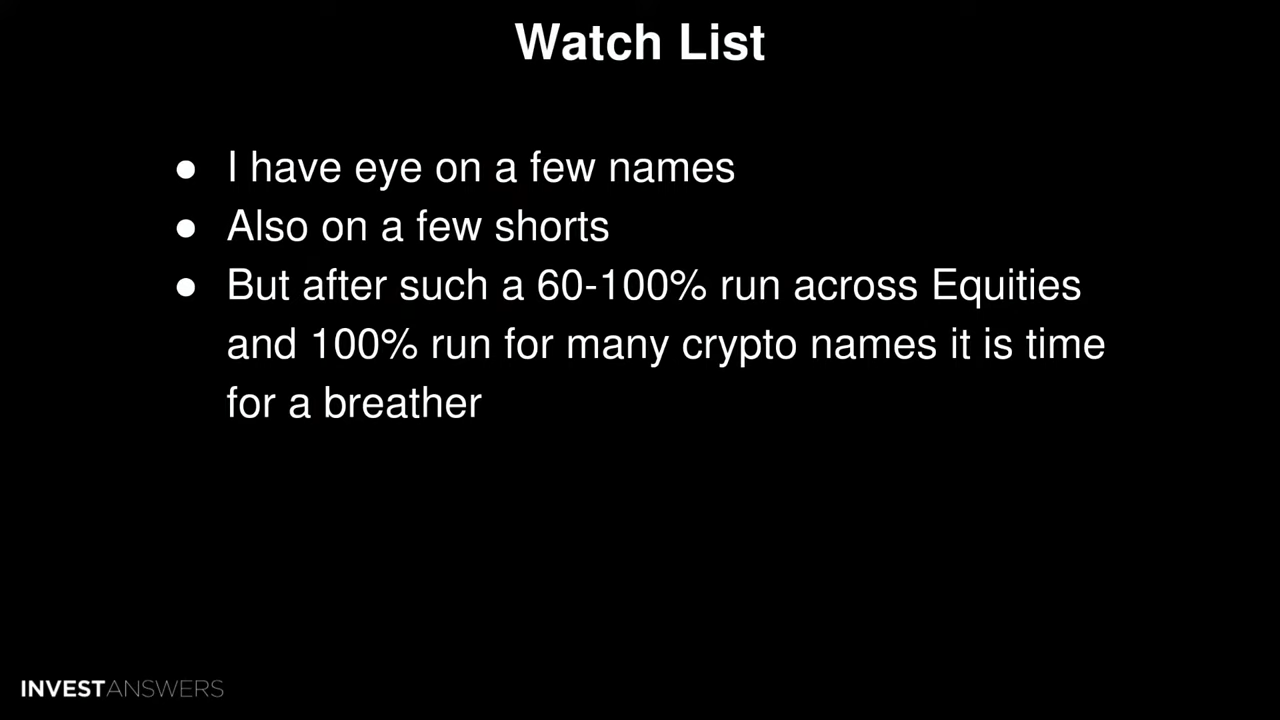 Watch List
● I have eye on a few names
● Also on a few shorts
● But after such a 60-100% run across Equities
and 100% run for many crypto names it is time
for a breather
INVESTANSWERS